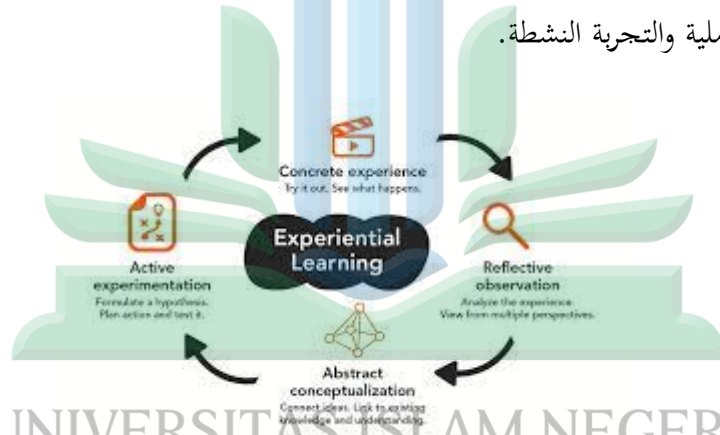 ملية والتجربة النشطة.
Concrete experience
Try it out. See what happens.
Experiential
Learning
Active
experimentation
Formulate a hypothesis.
Plan action and test it.
Reflective
observation
Analyze the experience.
View from multiple perspectives.
Abstract
conceptualization
Connect ideas. Link to existing
knowledge and understanding.
UNIVERSITAS ISLAM NEGERI